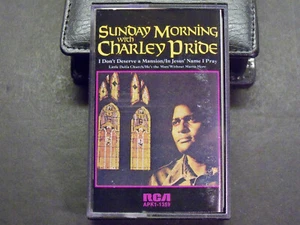 SUNDAY MORNING
with
CHARLEY PRIDE
I Don't Deserve a Mansion/In Jesus' Name I Pray
Little Delta Church/He's the Man/Without Mama Here
RCA
APK1-1359